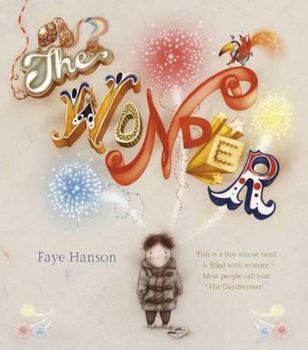 The
WONDER
Faye Hanson
This is a boy whose head
is filled with wonder.
Most people call him
"The Daydreamer"